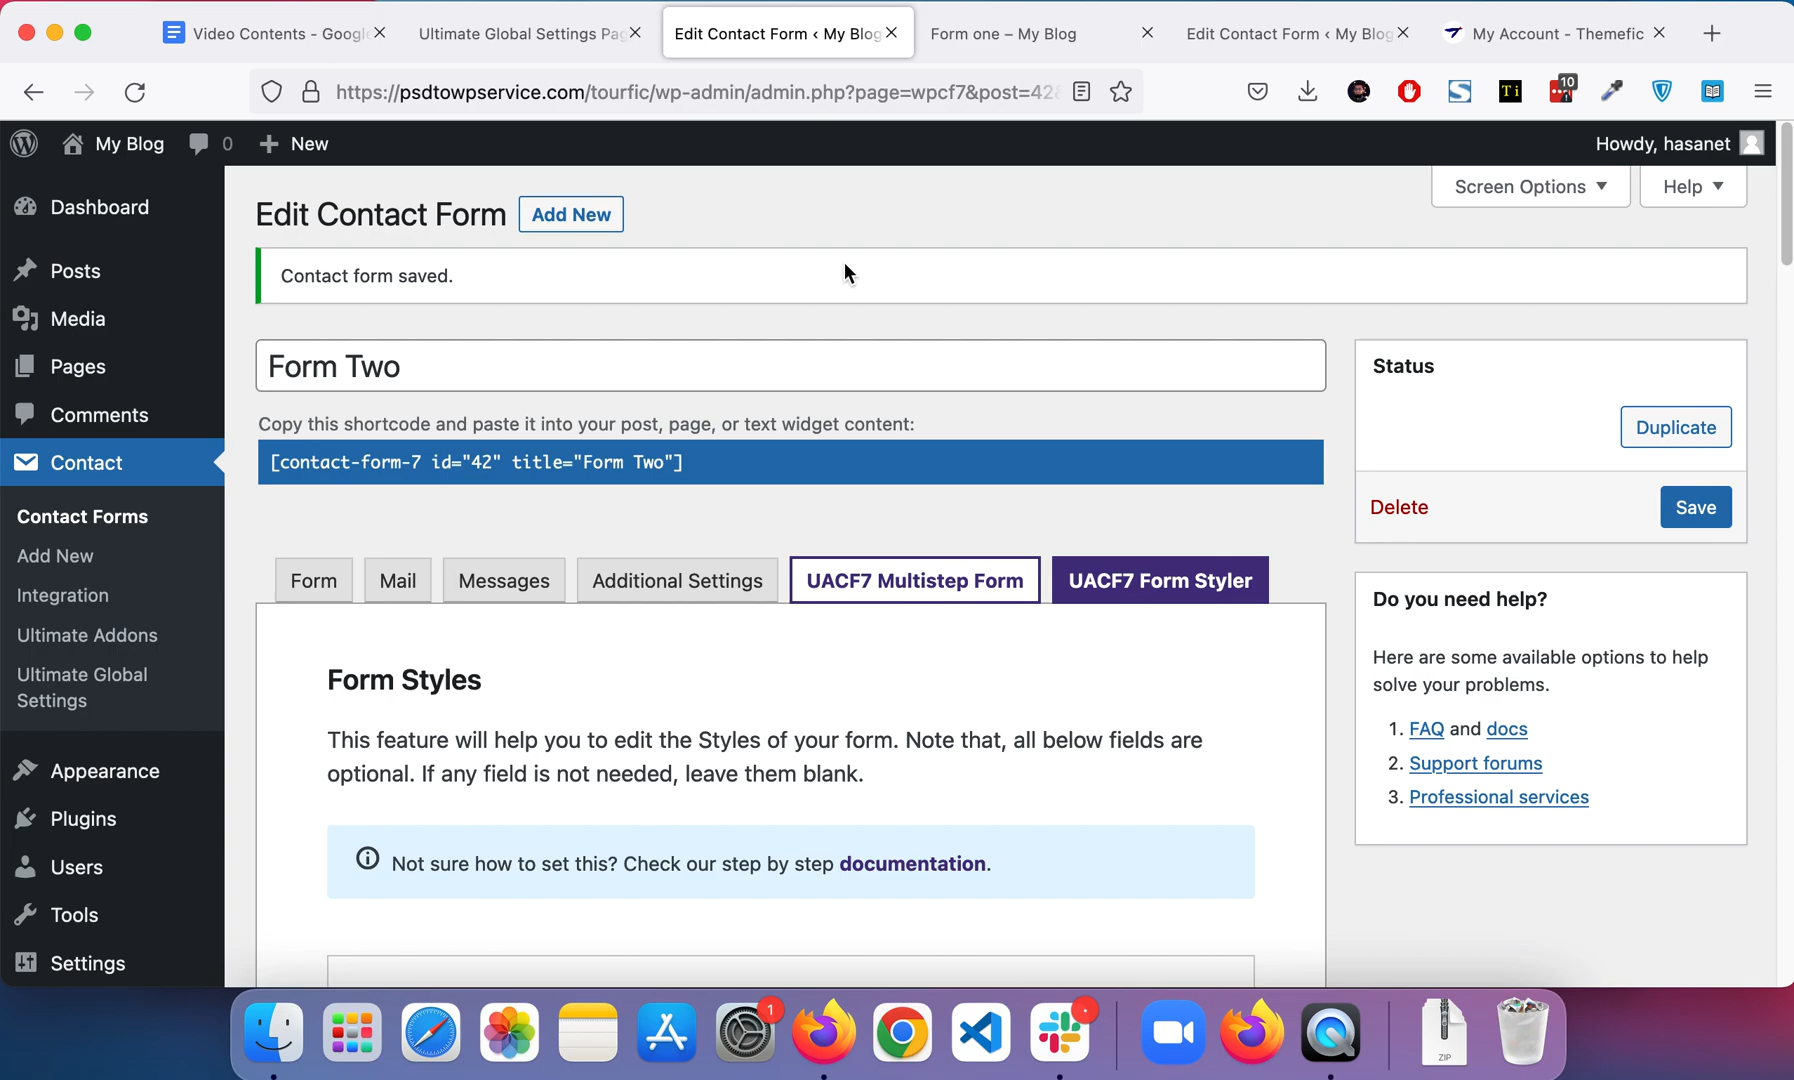 Video Contents - Googl
Ultimate Global Settings Pag
Edit Contact Form ‹ My Blog
Form one – My Blog
Edit Contact Form ‹ My Blog
My Account - Themefic
https://psdtowpservice.com/tourfic/wp-admin/admin.php?page=wpcf7&post=42
Ti
10
My Blog
0
New
Howdy, hasanet
Screen Options
Help
Dashboard
Posts
Media
Pages
Comments
Contact
Contact Forms
Add New
Integration
Ultimate Addons
Ultimate Global
Settings
Appearance
Plugins
Users
Tools
Settings
Edit Contact Form
Add New
Contact form saved.
Form Two
Copy this shortcode and paste it into your post, page, or text widget content:
[contact-form-7 id="42" title="Form Two"]
Form
Mail
Messages
Additional Settings
UACF7 Multistep Form
UACF7 Form Styler
Form Styles
This feature will help you to edit the Styles of your form. Note that, all below fields are
optional. If any field is not needed, leave them blank.
Not sure how to set this? Check our step by step documentation.
Status
Duplicate
Delete
Save
Do you need help?
Here are some available options to help
solve your problems.
1. FAQ and docs
2. Support forums
3. Professional services
1
ZIP